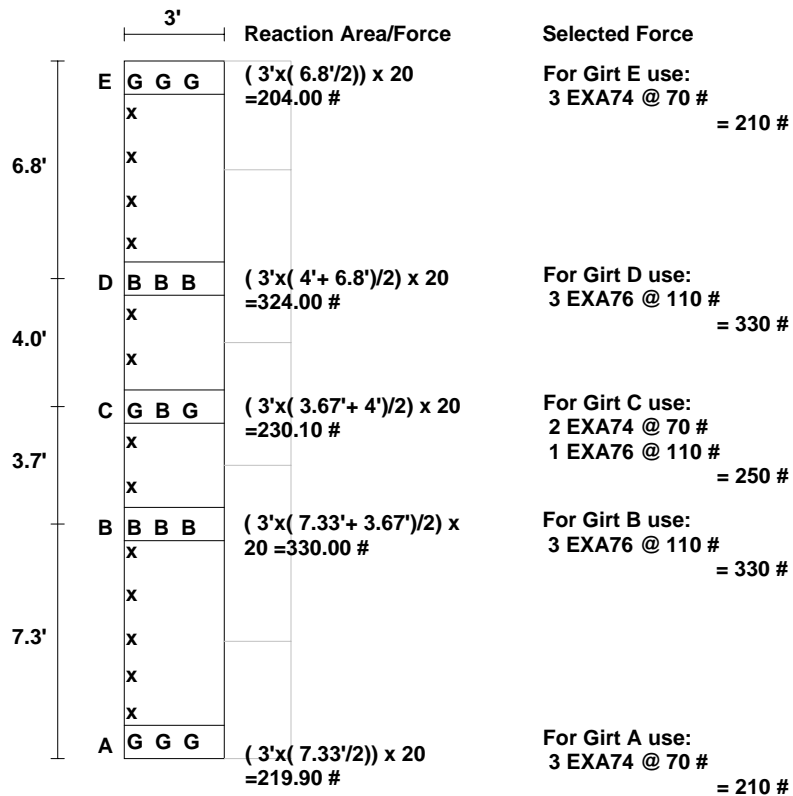 3'
Reaction Area/Force
Selected Force
E G G G
( 3'x( 6.8'/2)) x 20
=204.00 #
For Girt E use:
3 EXA74 @ 70 #
= 210 #
x
x
6.8'
x
x
D B B B
( 3'x( 4'+ 6.8')/2) x 20
=324.00 #
For Girt D use:
3 EXA76 @ 110 #
= 330 #
x
4.0'
x
C G B G
( 3'x( 3.67'+ 4')/2) x 20
=230.10 #
For Girt C use:
2 EXA74 @ 70 #
1 EXA76 @ 110 #
= 250 #
x
3.7'
x
B B B B
( 3'x( 7.33'+ 3.67')/2) x
20 =330.00 #
For Girt B use:
3 EXA76 @ 110 #
= 330 #
x
x
7.3'
x
x
x
A G G G
( 3'x( 7.33'/2)) x 20
=219.90 #
For Girt A use:
3 EXA74 @ 70 #
= 210 #